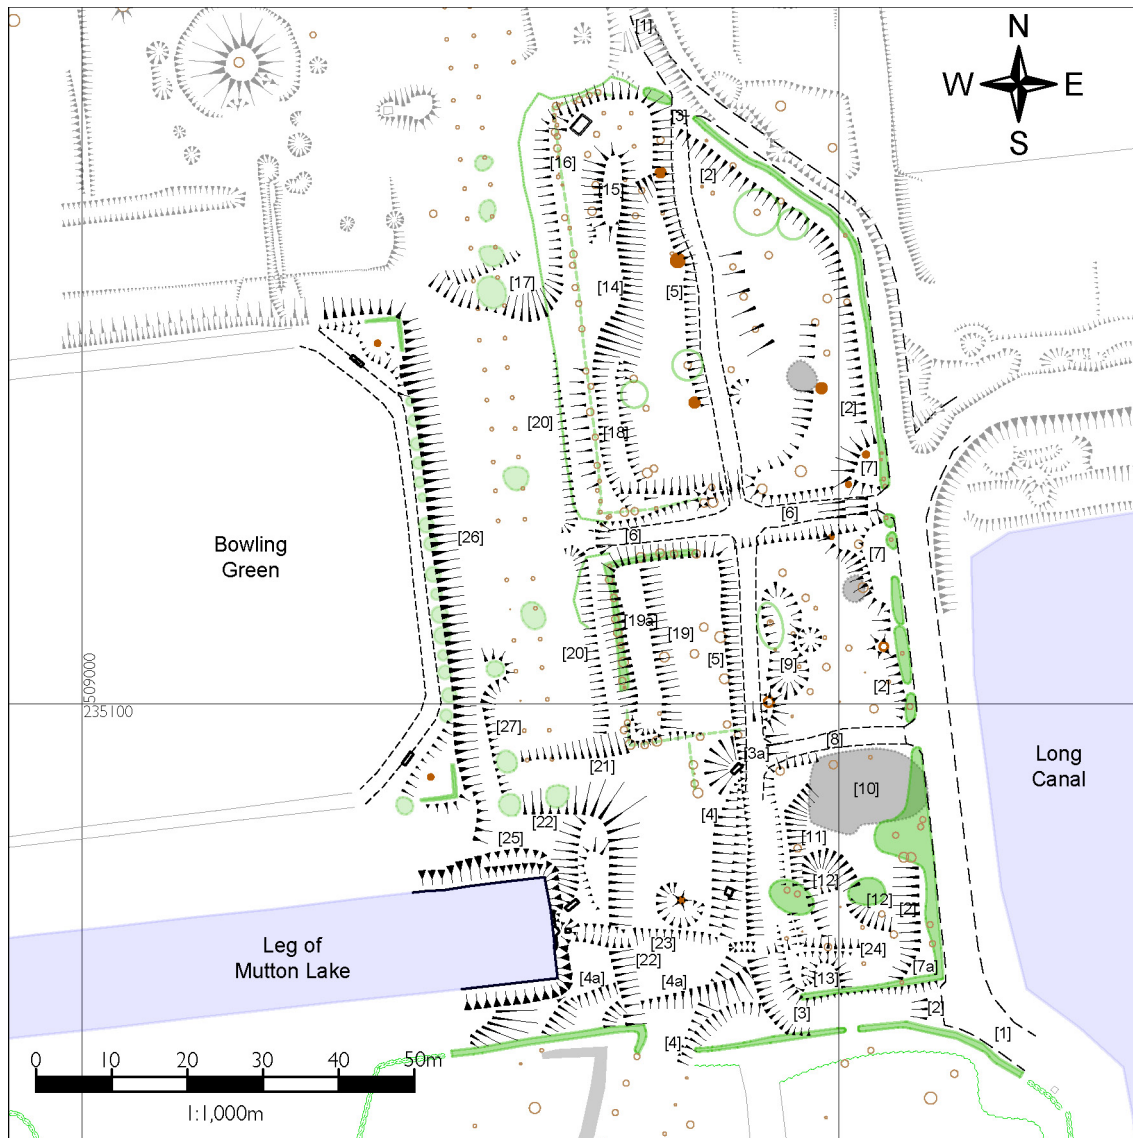 [1]
N
W E
S
[3]
[16]
[2]
[15]
[17]
[14]
[5]
[2]
[20]
[18]
[7]
[6]
[26]
[6]
Bowling
Green
[7]
[19a]
[19]
[20]
[5]
[9]
[2]
509000
235100
[27]
[8]
[3a]
[21]
Long
Canal
[10]
[22]
[4]
[25]
[11]
[12]
[12]
[2]
Leg of
Mutton Lake
[23]
[24]
[22]
[4a]
[4a]
[13]
[7a]
[3]
[2]
[1]
[4]
0 10 20 30 40 50m
1:1,000m